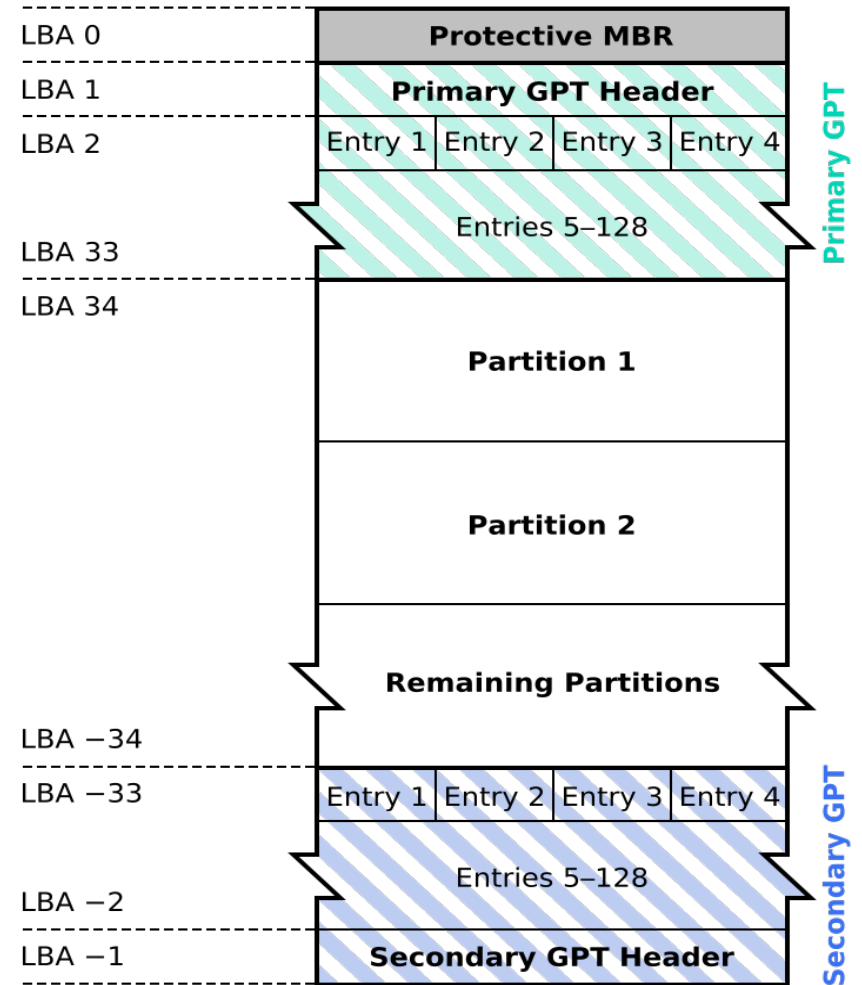 LBA 0
Protective MBR
LBA 1
Primary GPT Header
LBA 2
Entry 1 Entry 2 Entry 3 Entry 4
Entries 5–128
LBA 33
Primary GPT
LBA 34
Partition 1
Partition 2
Remaining Partitions
LBA −34
LBA −33
Entry 1 Entry 2 Entry 3 Entry 4
Entries 5–128
LBA −2
LBA −1
Secondary GPT Header
Secondary GPT